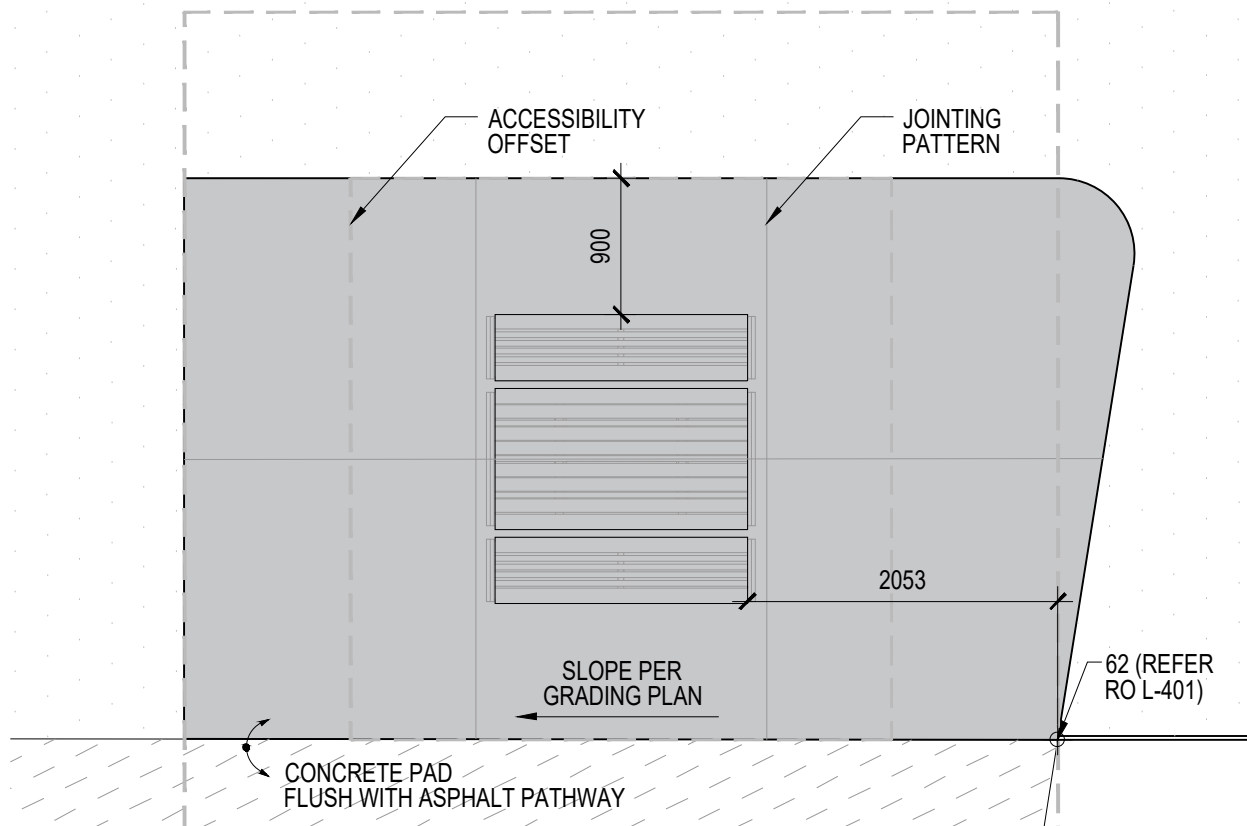 ACCESSIBILITY
OFFSET
JOINTING
PATTERN
900
2053
SLOPE PER
GRADING PLAN
62 (REFER
RO L-401)
CONCRETE PAD
FLUSH WITH ASPHALT PATHWAY